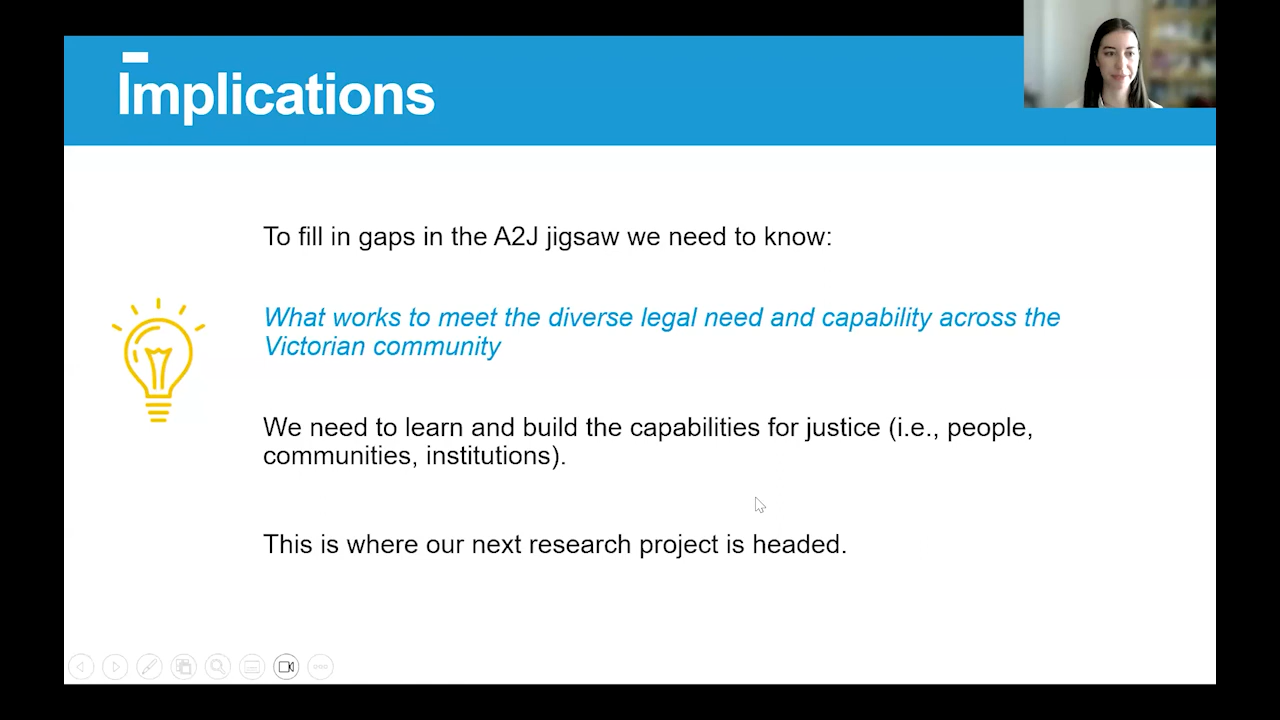 Implications
To fill in gaps in the A2J jigsaw we need to know:
What works to meet the diverse legal need and capability across the
Victorian community
We need to learn and build the capabilities for justice (i.e., people,
communities, institutions).
This is where our next research project is headed.